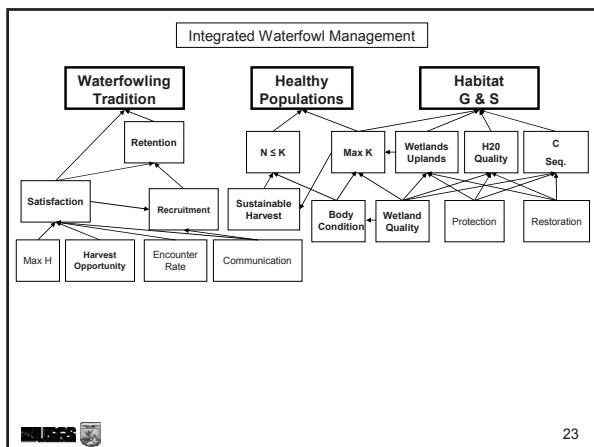 Integrated Waterfowl Management
Waterfowling
Tradition
Healthy
Populations
Habitat
G & S
Retention
N ≤ K
Max K
Wetlands
Uplands
H20
Quality
C
Seq.
Satisfaction
Recruitment
Sustainable
Harvest
Body
Condition
Wetland
Quality
Protection
Restoration
Max H
Harvest
Opportunity
Encounter
Rate
Communication
USGS
23